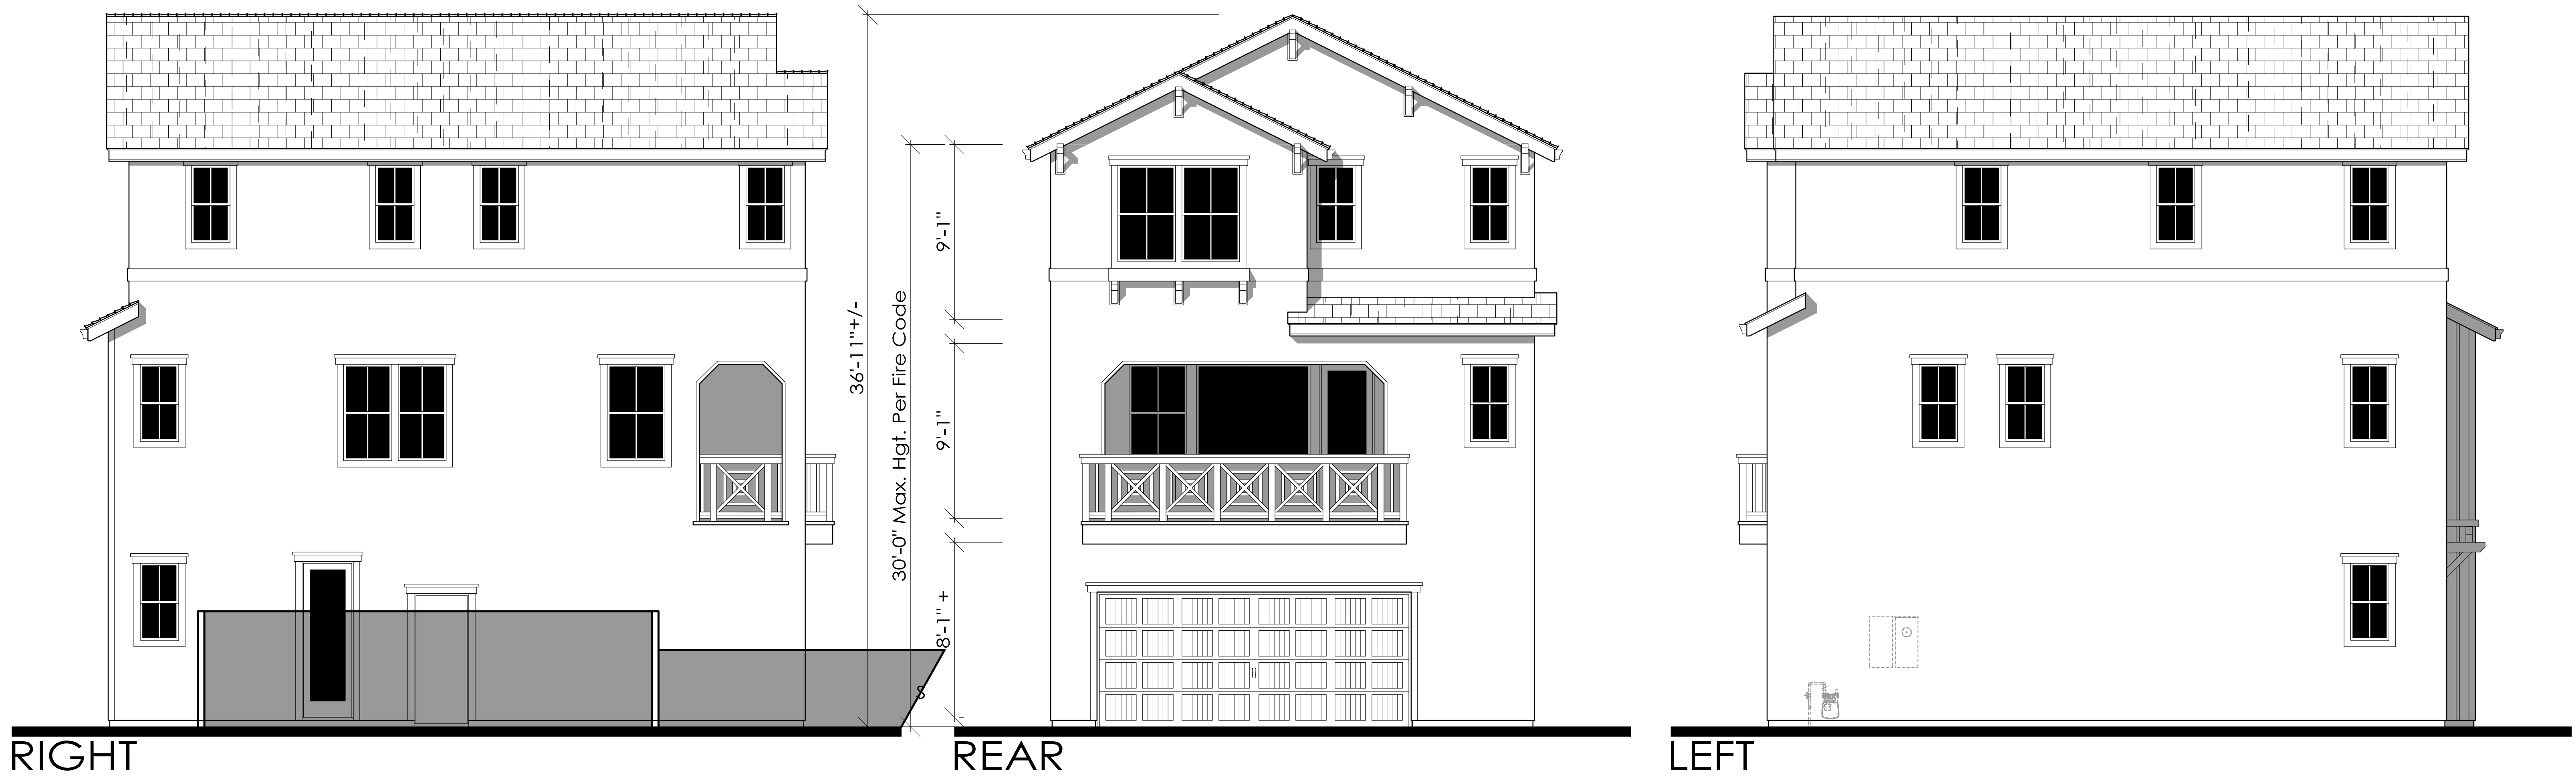 36'-11"+/-
30'-0" Max. Hgt. Per Fire Code
9'-1"
9'-1"
8'-1" +
S
RIGHT
REAR
LEFT